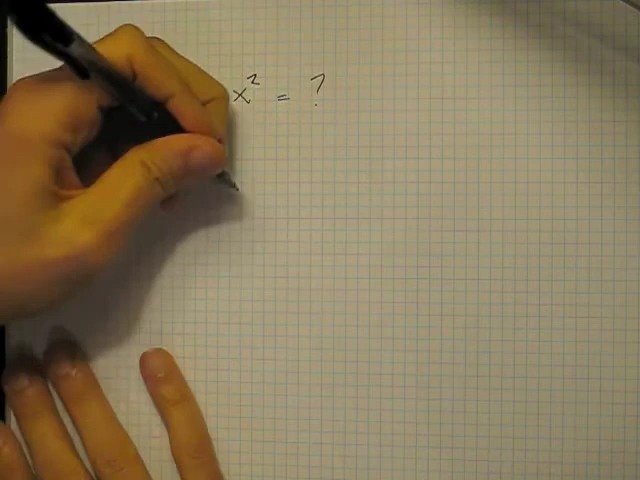 x² = ?